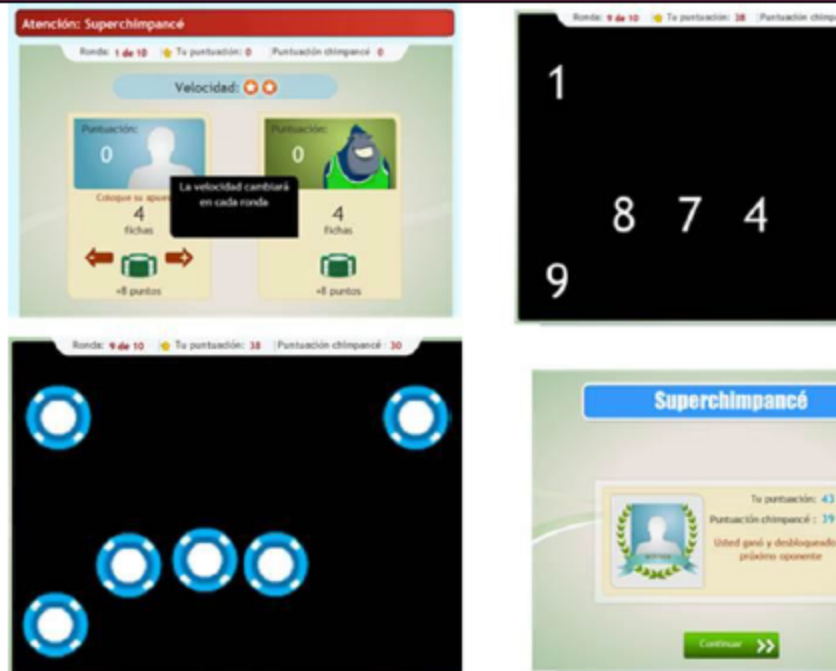 Atención: Superchimpancé
Ronda: 1 de 10 Tu puntuación: 0 Puntuación chimpancé 0
Velocidad:
Puntuación:
0
Puntuación:
0
La velocidad cambiará
en cada ronda
Coloque su
4
fichas
+8 puntos
4
fichas
+8 puntos
Ronda: 9 de 10 Tu puntuación: 38 Puntuación
1
8 7 4
9
Ronda: 9 de 10 Tu puntuación: 38 Puntuación chimpancé : 30
Superchimpancé
Tu puntuación: 43
Puntuación chimpancé : 39
Usted ganó y desbloqueado
próximo oponente
Continuar